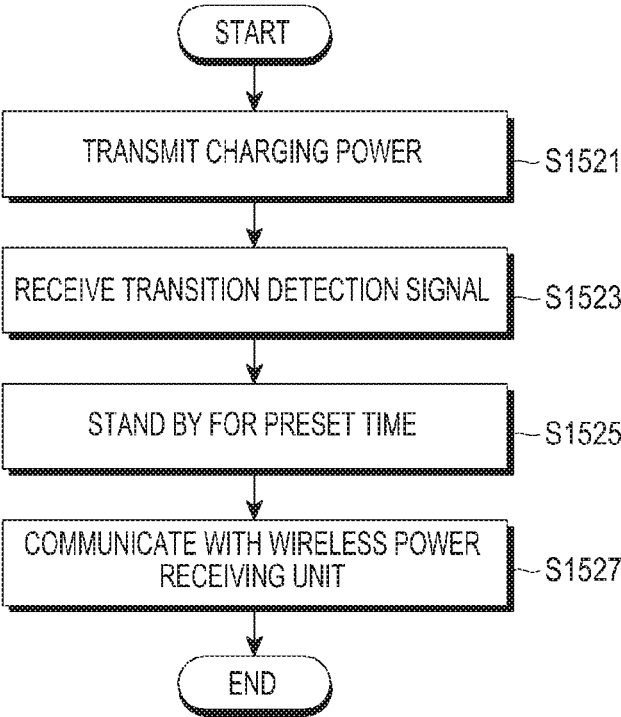 START
TRANSMIT CHARGING POWER
S1521
RECEIVE TRANSITION DETECTION SIGNAL
S1523
STAND BY FOR PRESET TIME
S1525
COMMUNICATE WITH WIRELESS POWER
RECEIVING UNIT
S1527
END